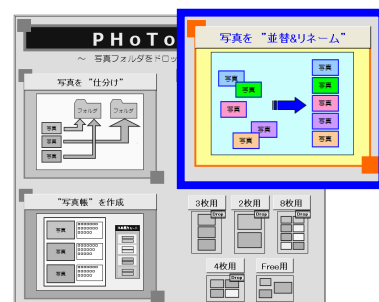 PHoTo
～ 写真フォルダをドロッ
写真を “並替&リネーム”
写真
写真
写真
写真
写真
写真
写真
写真
写真
写真
写真を “仕分け”
フォルダ
フォルダ
写真
写真
写真
“写真帳” を作成
写真
写真
写真
3枚用
2枚用
8枚用
Drop
Drop
Drop
4枚用
Free用
Drop